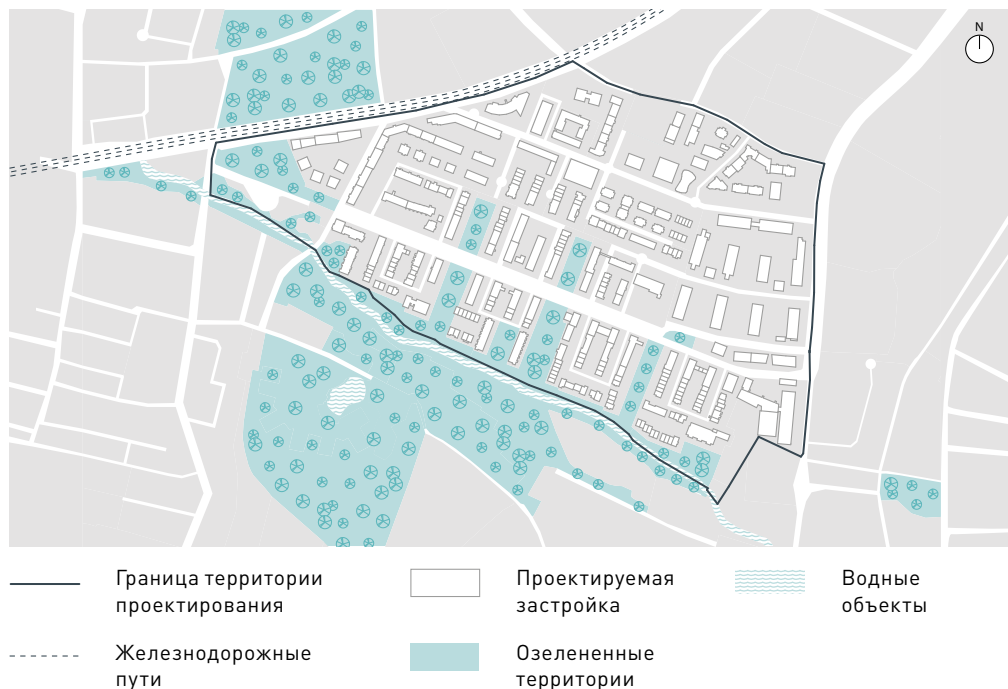 N
Граница территории
проектирования
Проектируемая
застройка
Водные
объекты
Железнодорожные
пути
Озелененные
территории